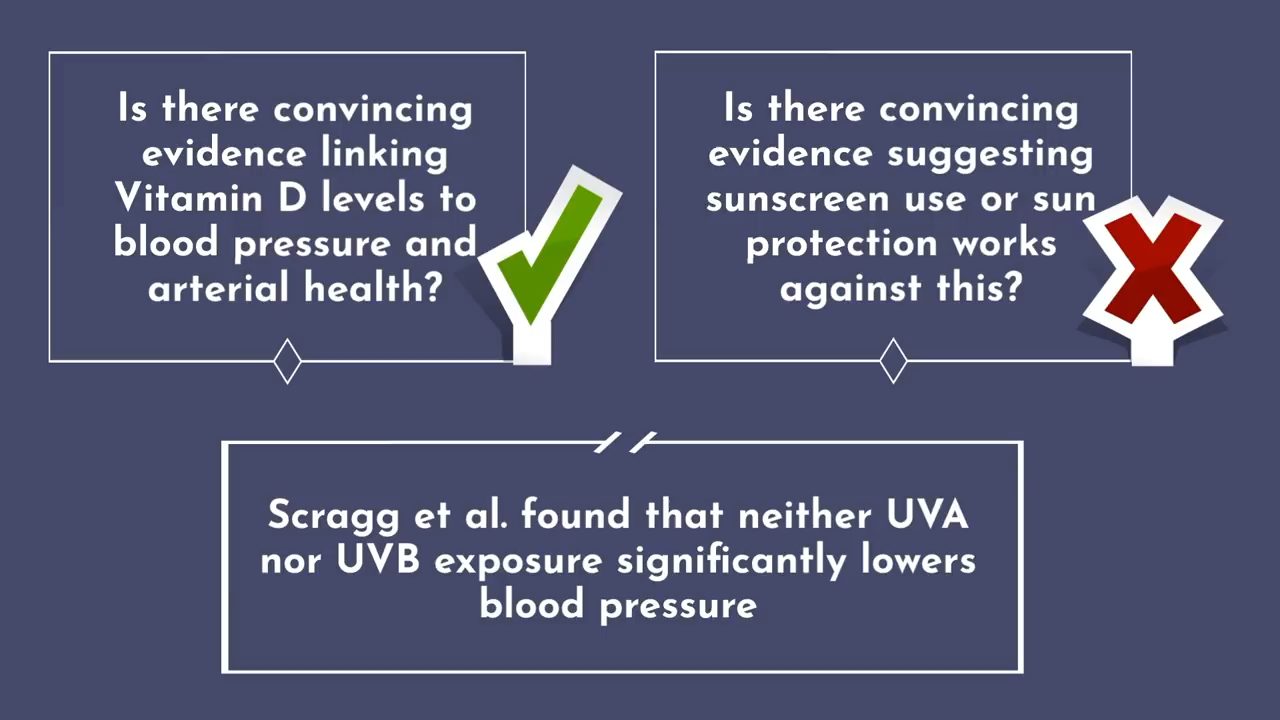 Is there convincing
evidence linking
Vitamin D levels to
blood pressure and
arterial health?
Is there convincing
evidence suggesting
sunscreen use or sun
protection works
against this?
Scragg et al. found that neither UVA
nor UVB exposure significantly lowers
blood pressure